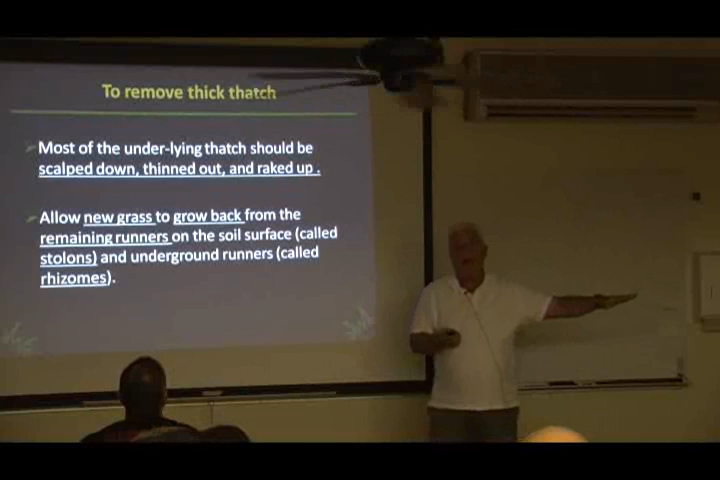 To remove thick thatch
Most of the under-lying thatch should be
scalped down, thinned out, and raked up .
Allow new grass to grow back from the
remaining runners on the soil surface (called
stolons) and underground runners (called
rhizomes).